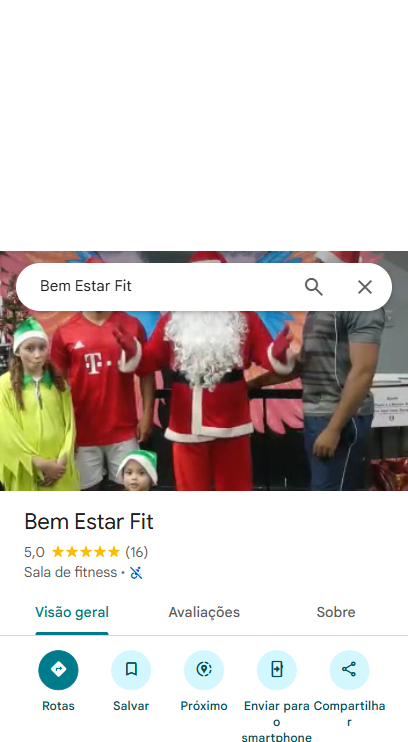 Bem Estar Fit
T
Bem Estar Fit
5,0 (16)
Sala de fitness •
Visão geral Avaliações Sobre
Rotas Salvar Próximo Enviar para Compartilha
o r
smartphone